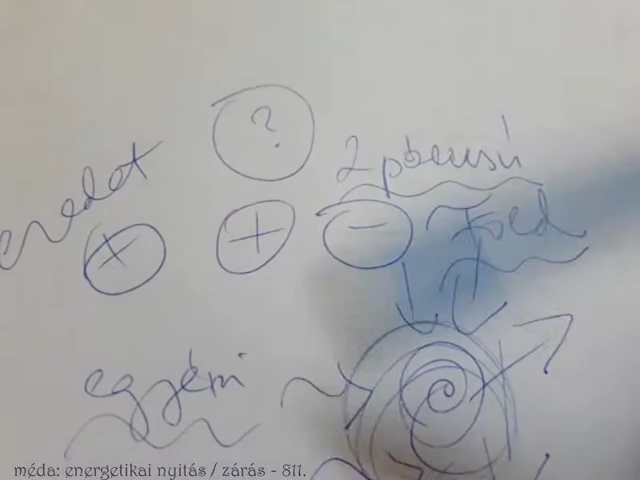 ?
2 pólusú
eredet
+ + -
Föld
egyéni
méda: energetikai nyitás / zárás - 811.